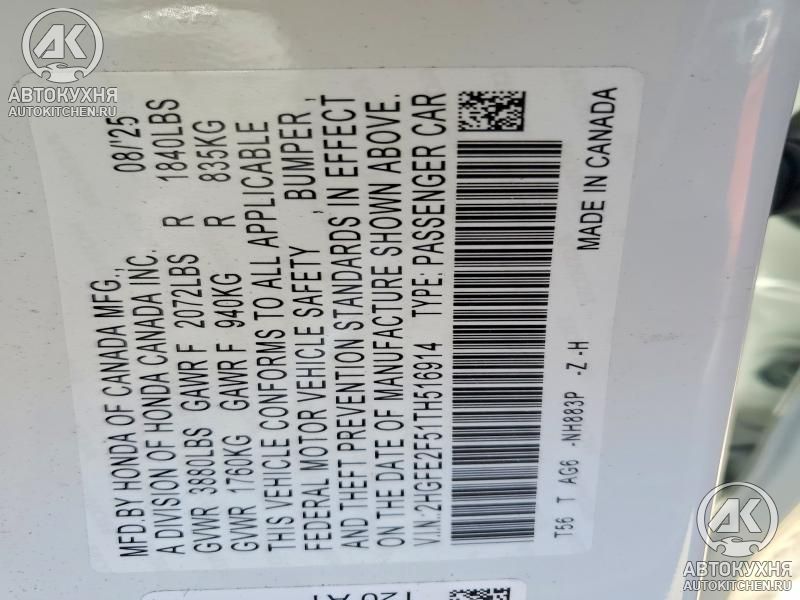 MFD.BY HONDA OF CANADA MFG., 08/'25
A DIVISION OF HONDA CANADA INC.
GVWR 3880LBS GAWR F 2072LBS R 1840LBS
GVWR 1760KG GAWR F 940KG R 835KG
THIS VEHICLE CONFORMS TO ALL APPLICABLE
FEDERAL MOTOR VEHICLE SAFETY , BUMPER ,
AND THEFT PREVENTION STANDARDS IN EFFECT
ON THE DATE OF MANUFACTURE SHOWN ABOVE.
V.I.N.:2HGFE2F51TH516914 TYPE: PASSENGER CAR
T56 T AG6 -NH883P -Z -H MADE IN CANADA
АК
АВТОКУХНЯ
AUTOKITCHEN.RU
АК
АВТОКУХНЯ
AUTOKITCHEN.RU